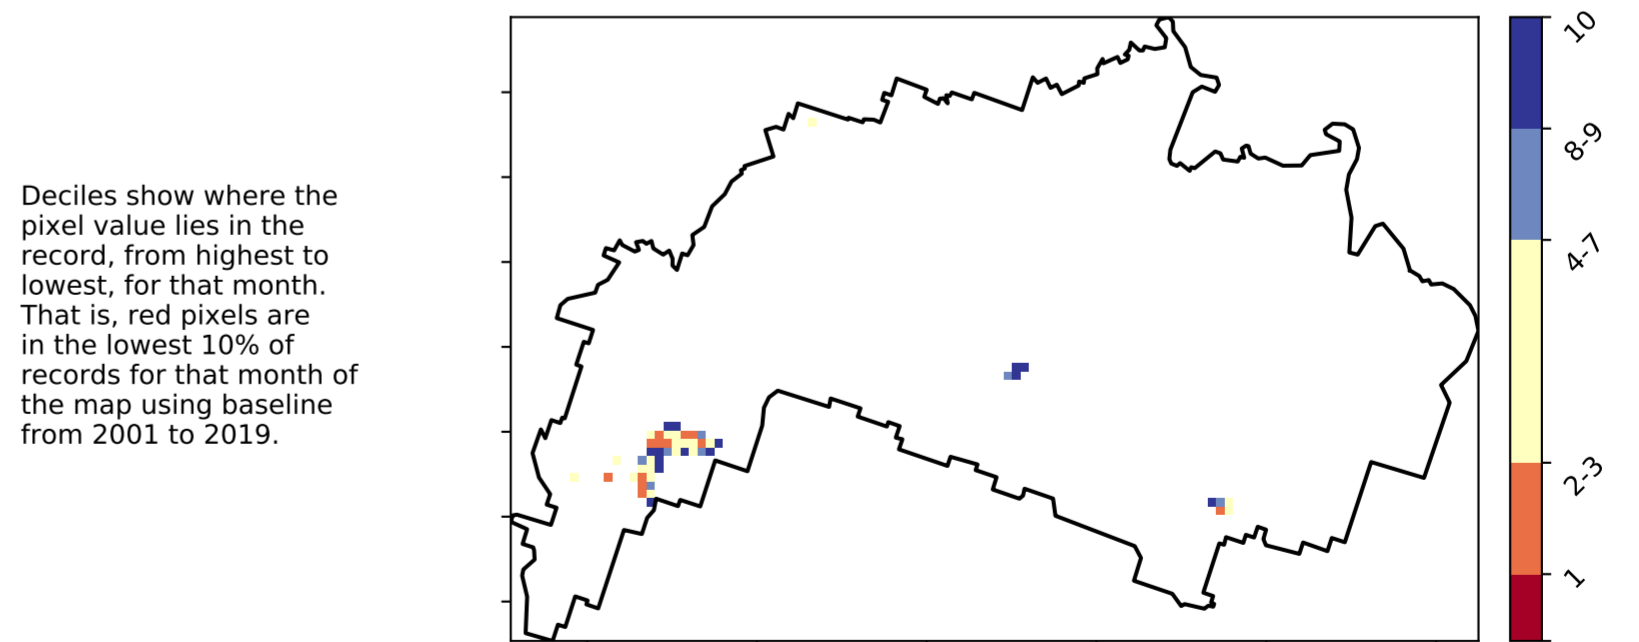 Deciles show where the
pixel value lies in the
record, from highest to
lowest, for that month.
That is, red pixels are
in the lowest 10% of
records for that month of
the map using baseline
from 2001 to 2019.
10
8-9
4-7
2-3
1